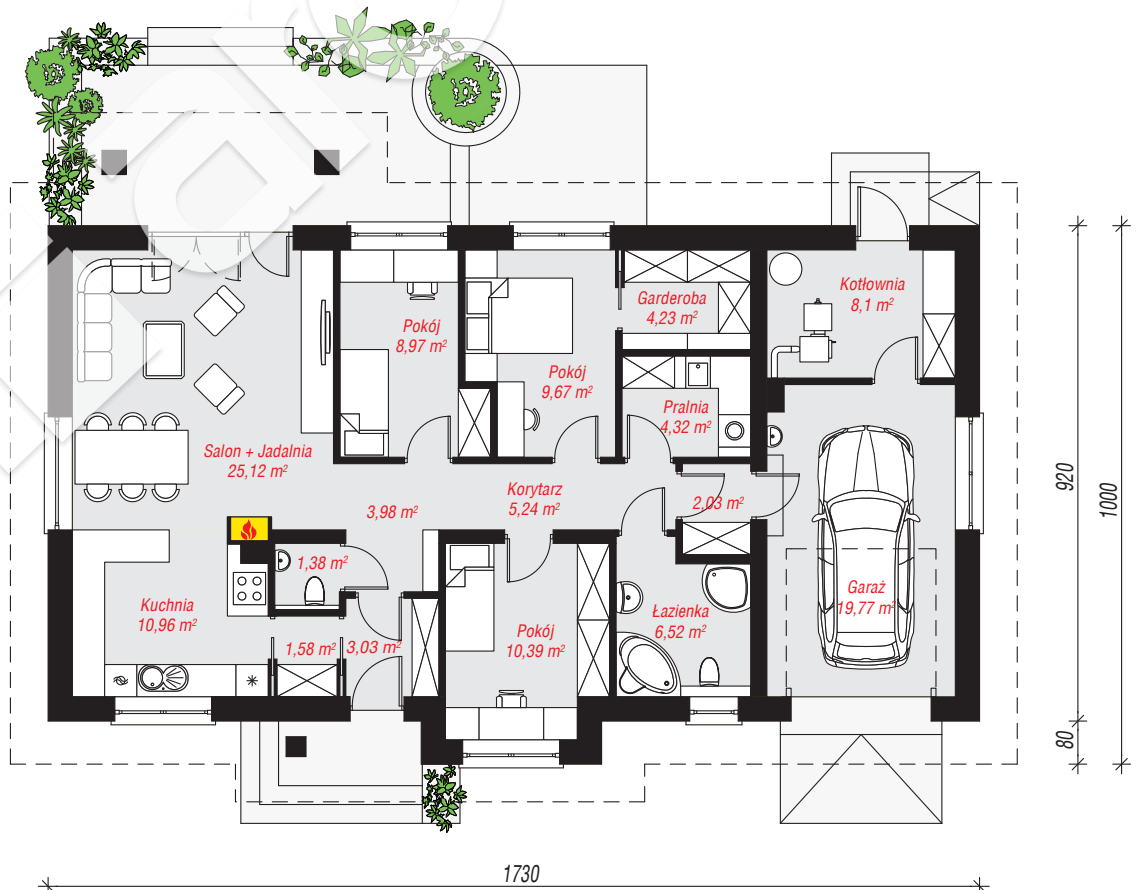 Kotłownia
8,1 m²
Garderoba
4,23 m²
Pokój
8,97 m²
Pokój
9,67 m²
Pralnia
4,32 m²
Salon + Jadalnia
25,12 m²
Korytarz
5,24 m²
3,98 m²
2,03 m²
1,38 m²
Kuchnia
10,96 m²
1,58 m²
3,03 m²
Pokój
10,39 m²
Łazienka
6,52 m²
Garaż
19,77 m²
920
1000
80
1730